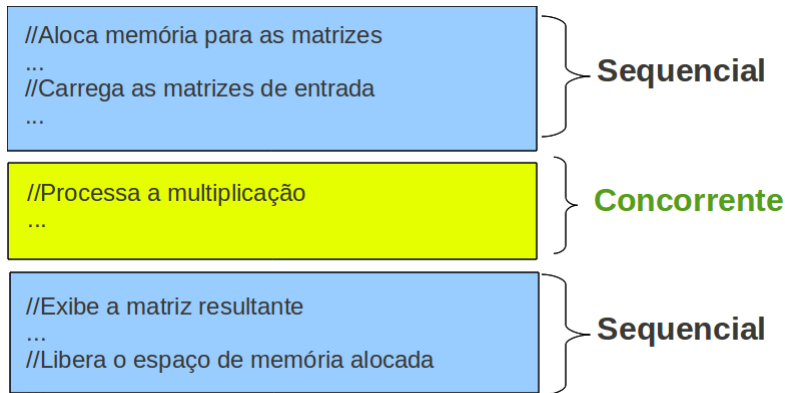 //Aloca memória para as matrizes
...
//Carrega as matrizes de entrada
...
Sequencial
//Processa a multiplicação
...
Concorrente
//Exibe a matriz resultante
...
//Libera o espaço de memória alocada
Sequencial